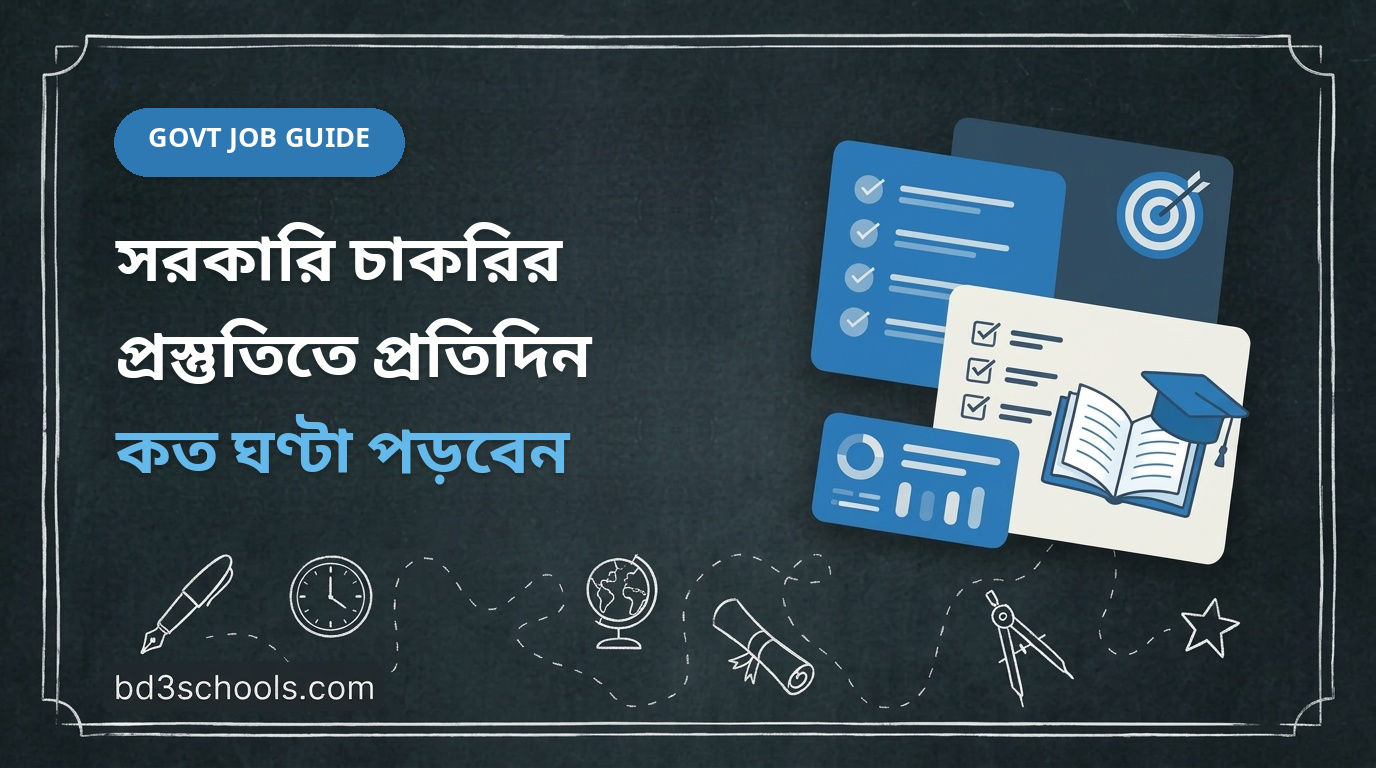 GOVT JOB GUIDE
সরকারি চাকরির
প্রস্তুতিতে প্রতিদিন
কত ঘণ্টা পড়বেন
bd3schools.com